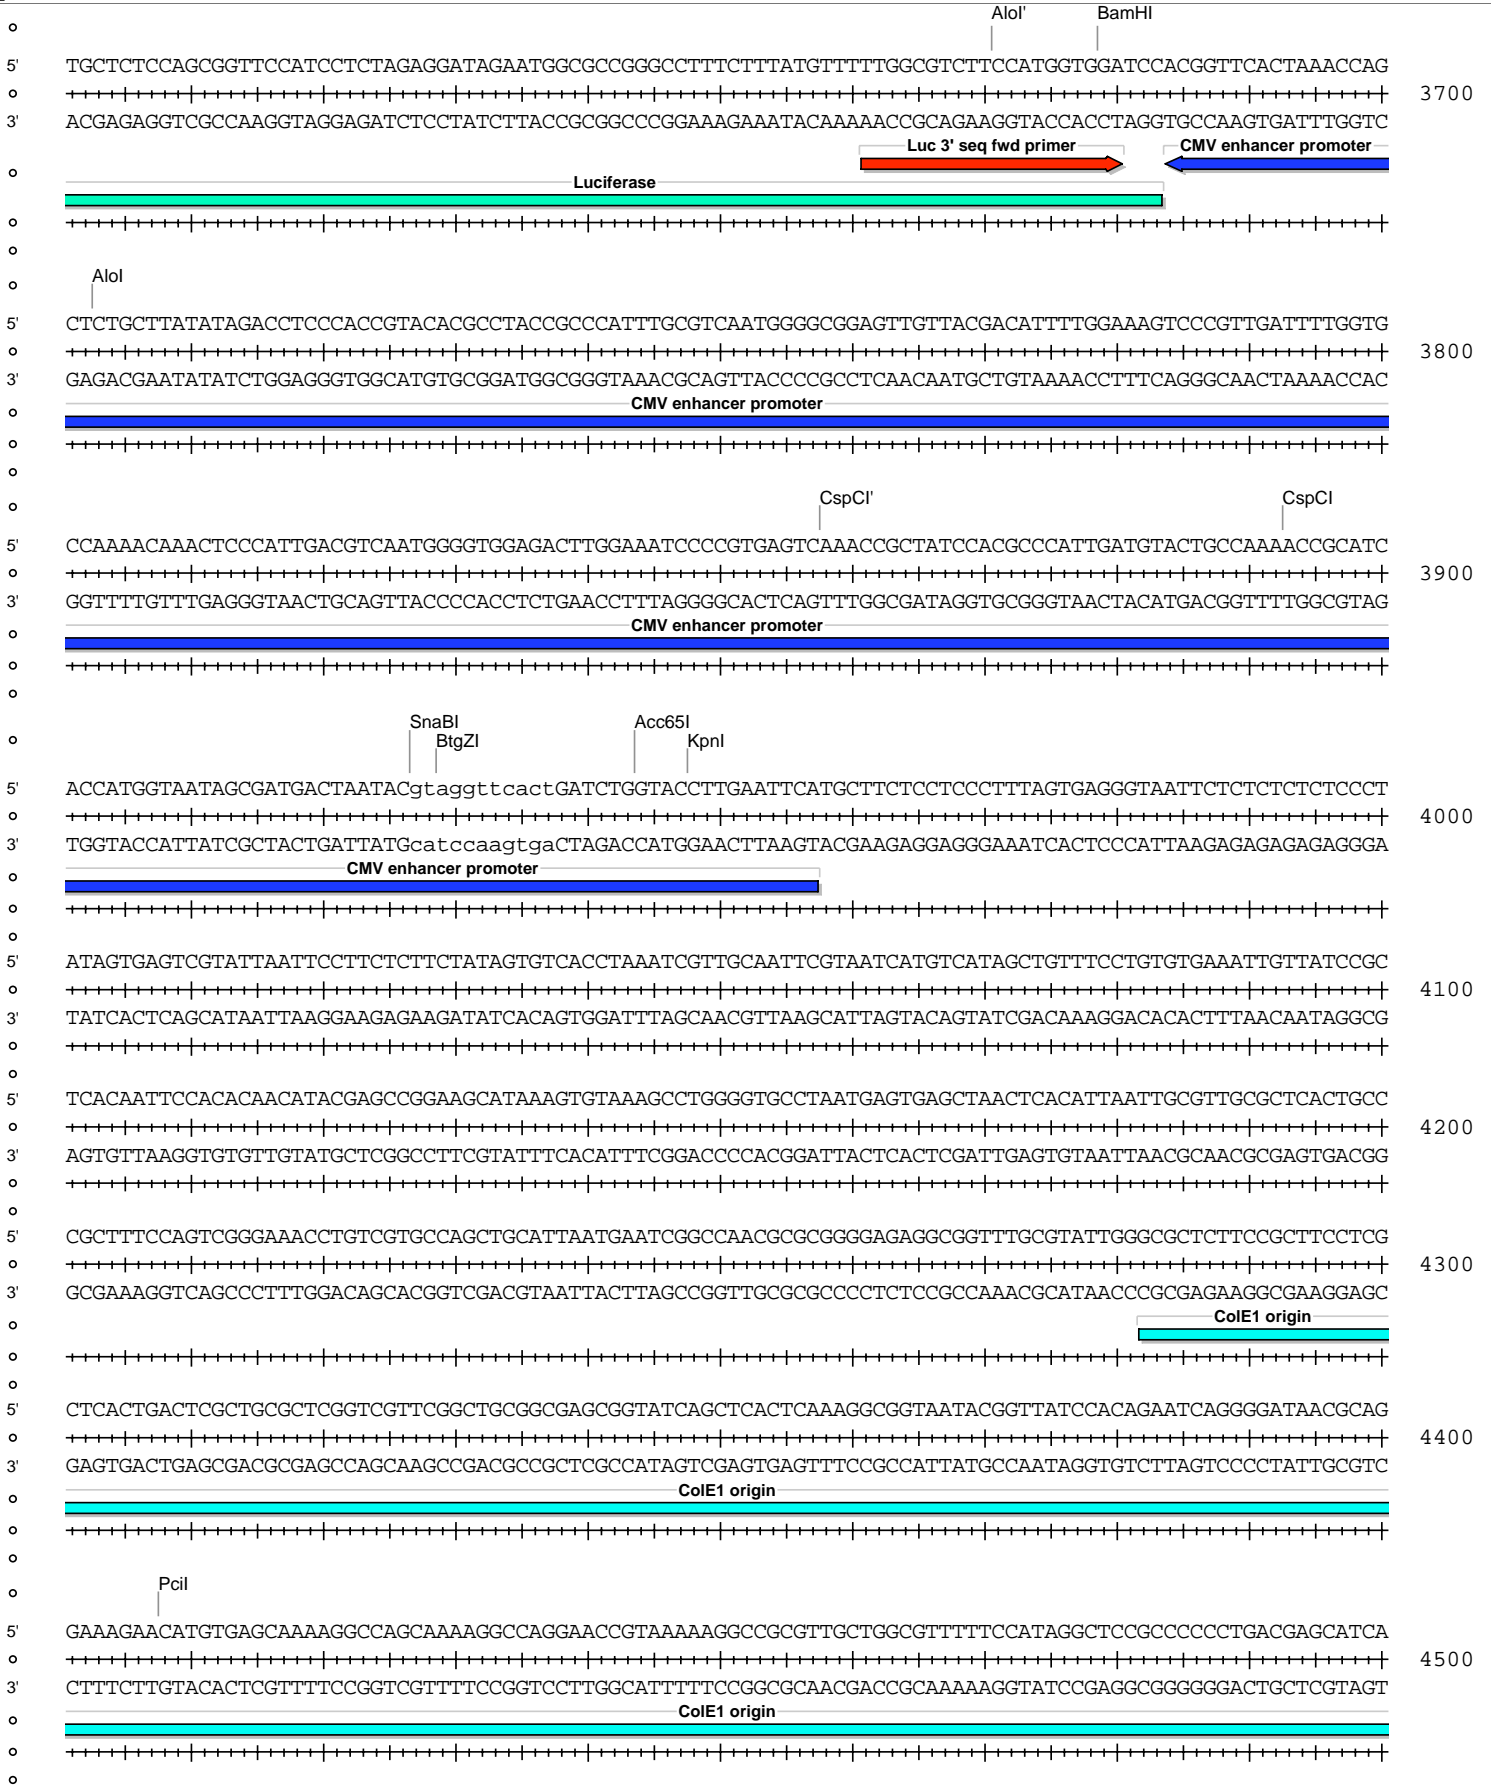 AloI' BamHI
5' TGCTCTCCAGCGGTTCCATCCTCTAGAGGATAGAATGGCGCCGGGCCTTTCTTTATGTTTTTGGCGTCTTCCATGGTGGATCCACGGTTCACTAAACCAG
3700
3' ACGAGAGGTCGCCAAGGTAGGAGATCTCCTATCTTACCGCGGCCCGGAAAGAAATACAAAAACCGCAGAAGGTACCACCTAGGTGCCAAGTGATTTGGTC
Luc 3' seq fwd primer CMV enhancer promoter
Luciferase
AloI
5' CTCTGCTTATATAGACCTCCCACCGTACACGCCTACCGCCCATTTGCGTCAATGGGGCGGAGTTGTTACGACATTTTGGAAAGTCCCGTTGATTTTGGTG
3800
3' GAGACGAATATATCTGGAGGGTGGCATGTGCGGATGGCGGGTAAACGCAGTTACCCCGCCTCAACAATGCTGTAAAACCTTTCAGGGCAACTAAAACCAC
CMV enhancer promoter
CspCI' CspCI
5' CCAAAACAAACTCCCATTGACGTCAATGGGGTGGAGACTTGGAAATCCCCGTGAGTCAAACCGCTATCCACGCCCATTGATGTACTGCCAAAACCGCATC
3900
3' GGTTTTGTTTGAGGGTAACTGCAGTTACCCCACCTCTGAACCTTTAGGGGCACTCAGTTTGGCGATAGGTGCGGGTAACTACATGACGGTTTTGGCGTAG
CMV enhancer promoter
SnaBI Acc65I
BtgZI KpnI
5' ACCATGGTAATAGCGATGACTAATACgtaggttcactGATCTGGTACCTTGAATTCATGCTTCTCCTCCCTTTAGTGAGGGTAATTCTCTCTCTCTCCCT
4000
3' TGGTACCATTATCGCTACTGATTATGcatccaagtgaCTAGACCATGGAACTTAAGTACGAAGAGGAGGGAAATCACTCCCATTAAGAGAGAGAGAGGGA
CMV enhancer promoter
5' ATAGTGAGTCGTATTAATTCCTTCTCTTCTATAGTGTCACCTAAATCGTTGCAATTCGTAATCATGTCATAGCTGTTTCCTGTGTGAAATTGTTATCCGC
4100
3' TATCACTCAGCATAATTAAGGAAGAGAAGATATCACAGTGGATTTAGCAACGTTAAGCATTAGTACAGTATCGACAAAGGACACACTTTAACAATAGGCG
5' TCACAATTCCACACAACATACGAGCCGGAAGCATAAAGTGTAAAGCCTGGGGTGCCTAATGAGTGAGCTAACTCACATTAATTGCGTTGCGCTCACTGCC
4200
3' AGTGTTAAGGTGTGTTGTATGCTCGGCCTTCGTATTTCACATTTCGGACCCCACGGATTACTCACTCGATTGAGTGTAATTAACGCAACGCGAGTGACGG
5' CGCTTTCCAGTCGGGAAACCTGTCGTGCCAGCTGCATTAATGAATCGGCCAACGCGCGGGGAGAGGCGGTTTGCGTATTGGGCGCTCTTCCGCTTCCTCG
4300
3' GCGAAAGGTCAGCCCTTTGGACAGCACGGTCGACGTAATTACTTAGCCGGTTGCGCGCCCCTCTCCGCCAAACGCATAACCCGCGAGAAGGCGAAGGAGC
ColE1 origin
5' CTCACTGACTCGCTGCGCTCGGTCGTTCGGCTGCGGCGAGCGGTATCAGCTCACTCAAAGGCGGTAATACGGTTATCCACAGAATCAGGGGATAACGCAG
4400
3' GAGTGACTGAGCGACGCGAGCCAGCAAGCCGACGCCGCTCGCCATAGTCGAGTGAGTTTCCGCCATTATGCCAATAGGTGTCTTAGTCCCCTATTGCGTC
ColE1 origin
PciI
5' GAAAGAACATGTGAGCAAAAGGCCAGCAAAAGGCCAGGAACCGTAAAAAGGCCGCGTTGCTGGCGTTTTTCCATAGGCTCCGCCCCCCTGACGAGCATCA
4500
3' CTTTCTTGTACACTCGTTTTCCGGTCGTTTTCCGGTCCTTGGCATTTTTCCGGCGCAACGACCGCAAAAAGGTATCCGAGGCGGGGGGACTGCTCGTAGT
ColE1 origin